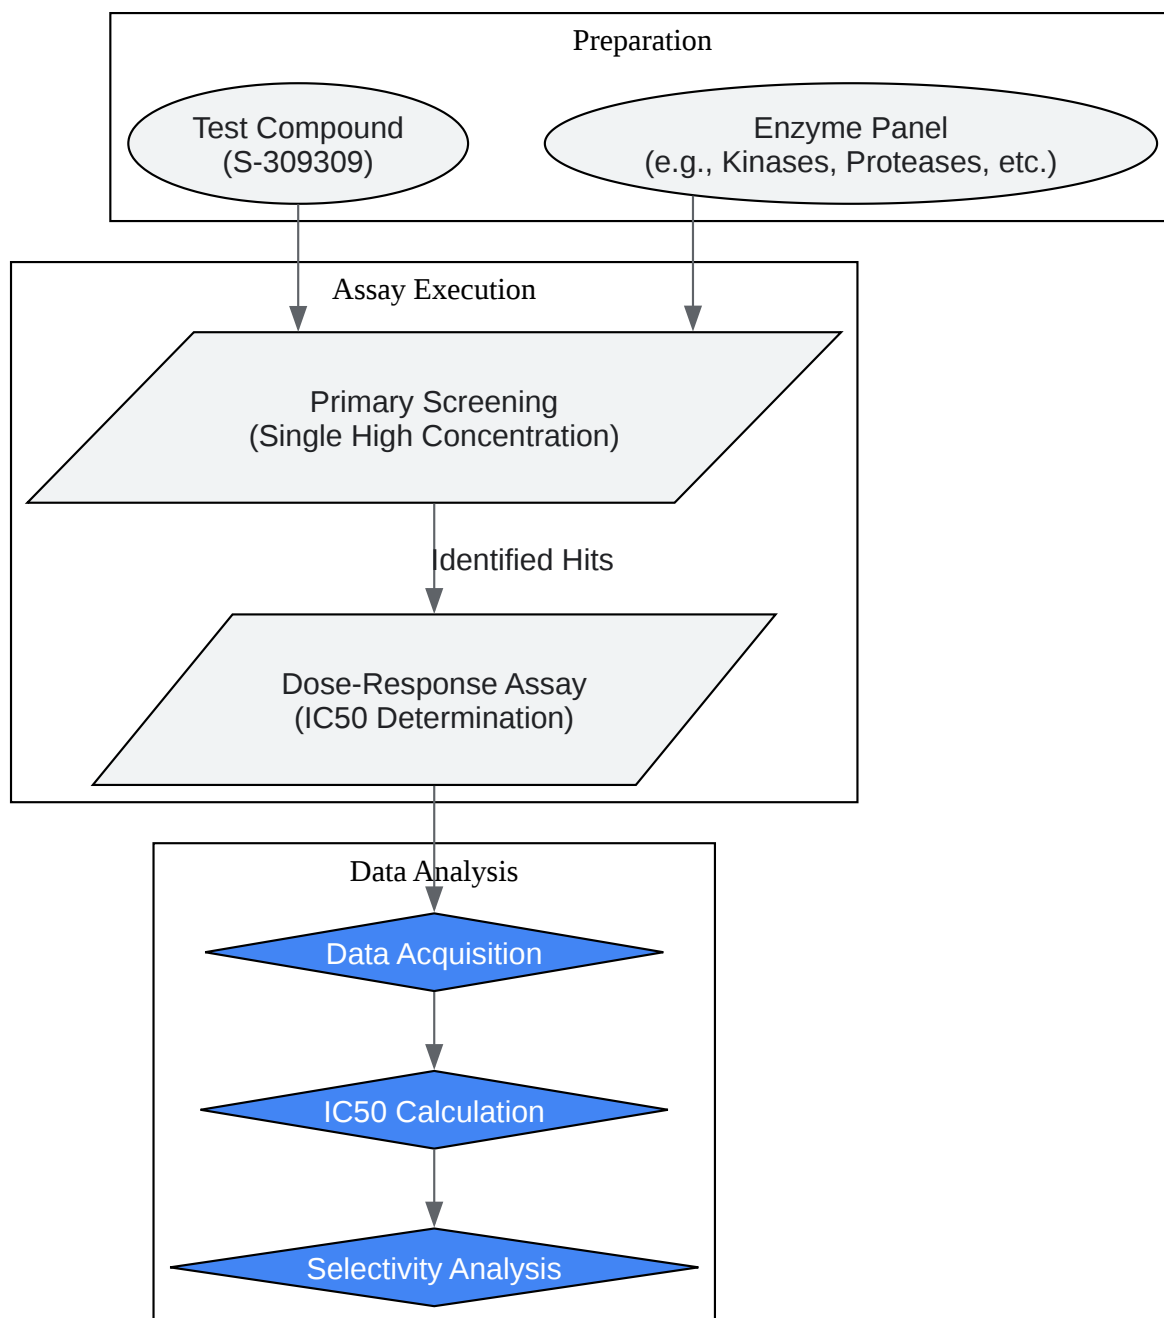 Preparation
Test Compound
(S-309309)
Enzyme Panel
(e.g., Kinases, Proteases, etc.)
Assay Execution
Primary Screening
(Single High Concentration)
Identified Hits
Dose-Response Assay
(IC50 Determination)
Data Analysis
Data Acquisition
IC50 Calculation
Selectivity Analysis